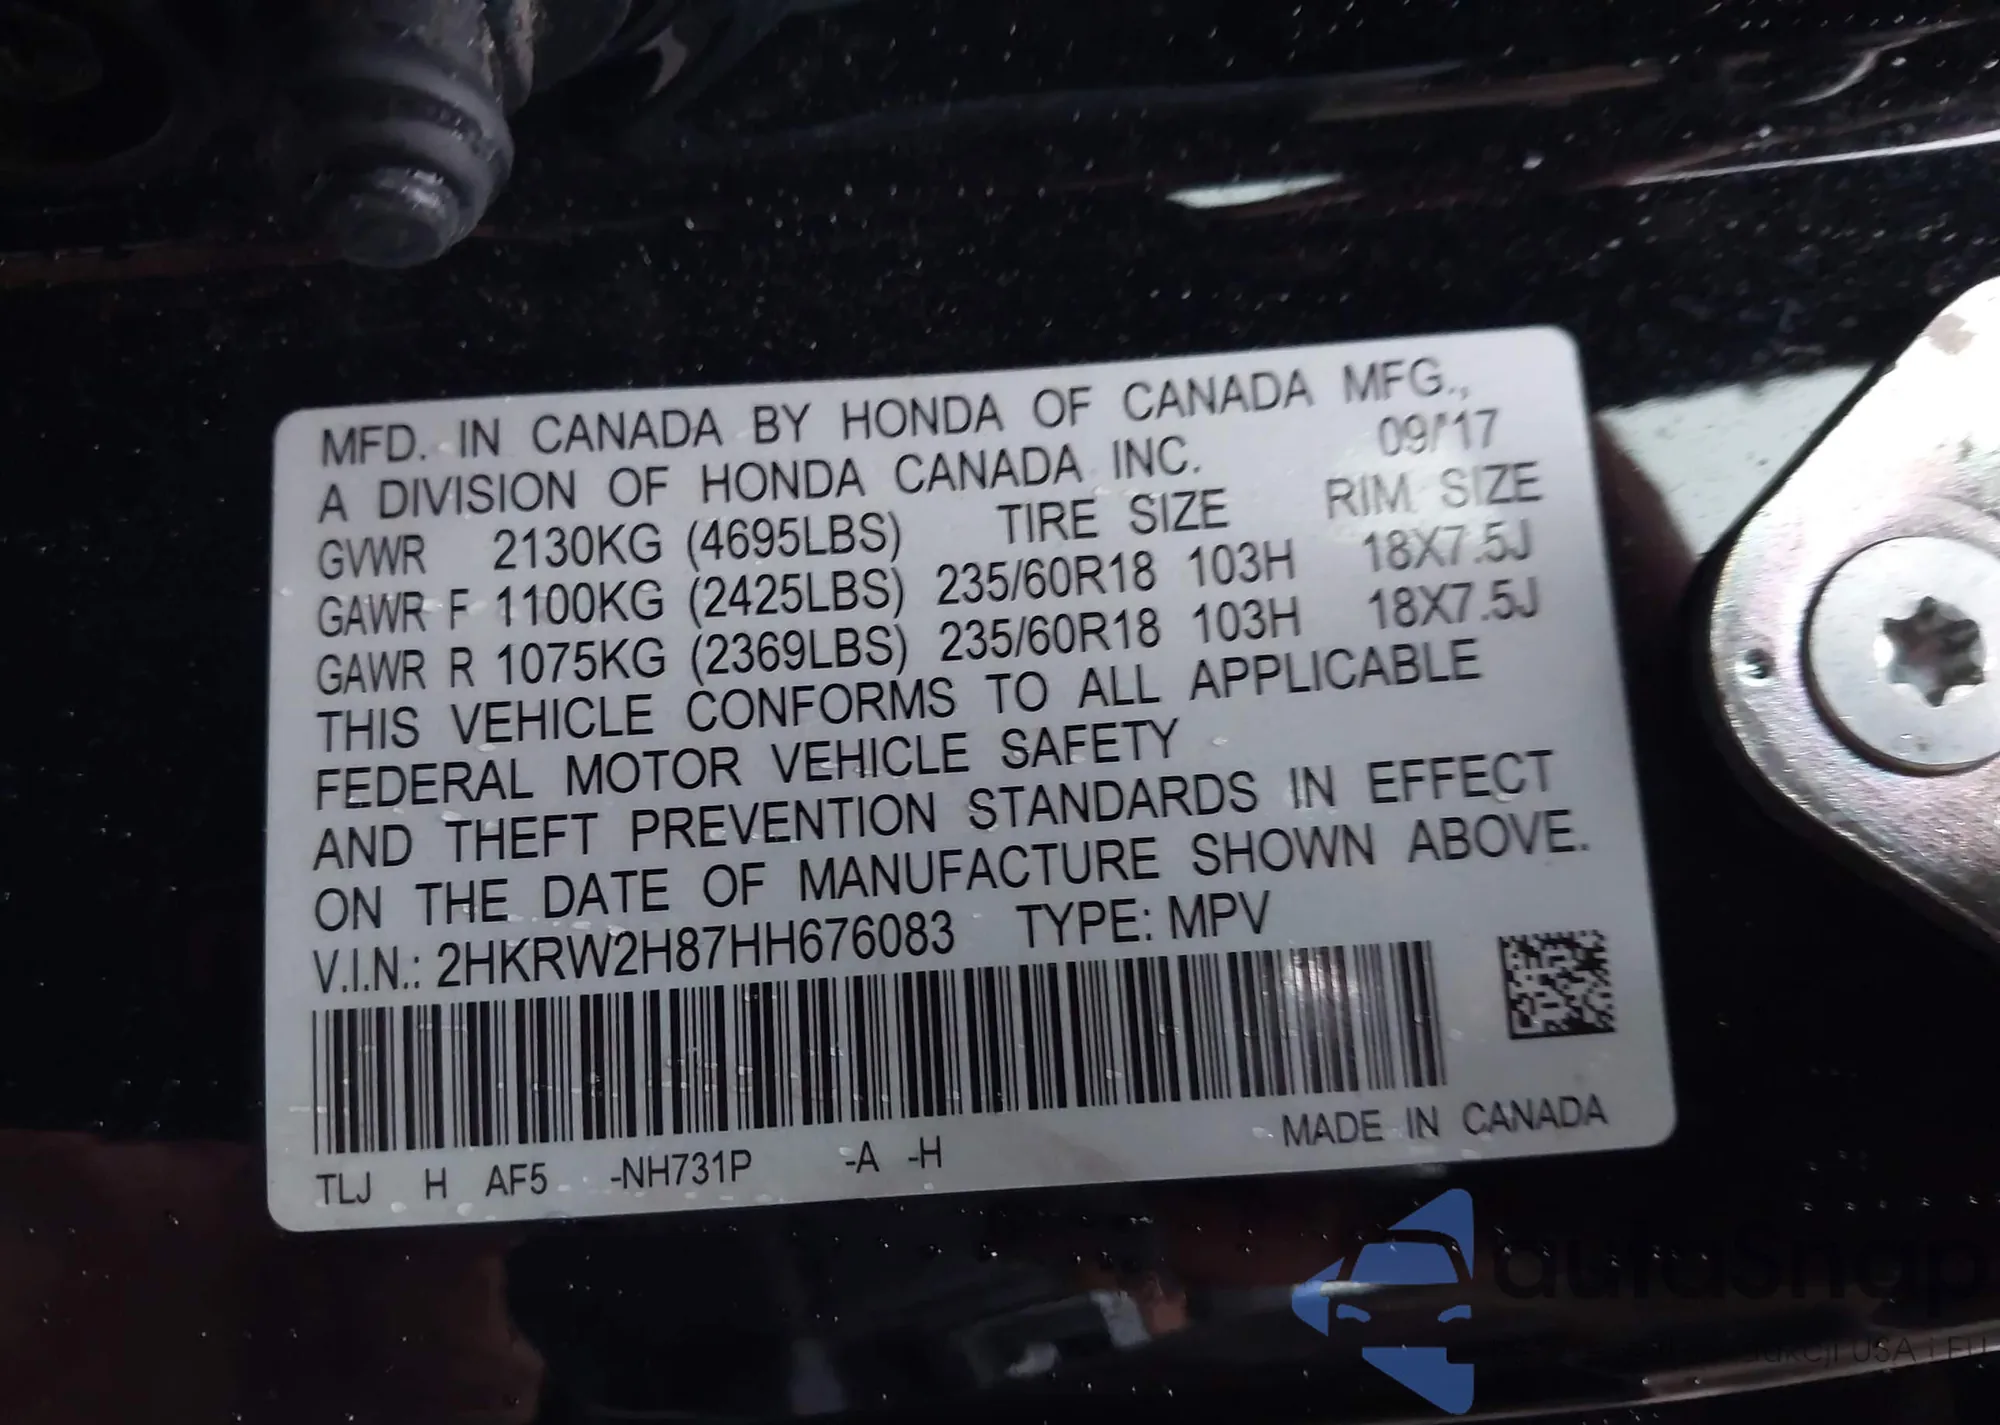 MFD. IN CANADA BY HONDA OF CANADA MFG.,
A DIVISION OF HONDA CANADA INC. 09/17
GVWR 2130KG (4695LBS) TIRE SIZE RIM SIZE
GAWR F 1100KG (2425LBS) 235/60R18 103H 18X7.5J
GAWR R 1075KG (2369LBS) 235/60R18 103H 18X7.5J
THIS VEHICLE CONFORMS TO ALL APPLICABLE
FEDERAL MOTOR VEHICLE SAFETY
AND THEFT PREVENTION STANDARDS IN EFFECT
ON THE DATE OF MANUFACTURE SHOWN ABOVE.
V.I.N.: 2HKRW2H87HH676083 TYPE: MPV
TLJ H AF5 -NH731P -A -H MADE IN CANADA
USA i EU